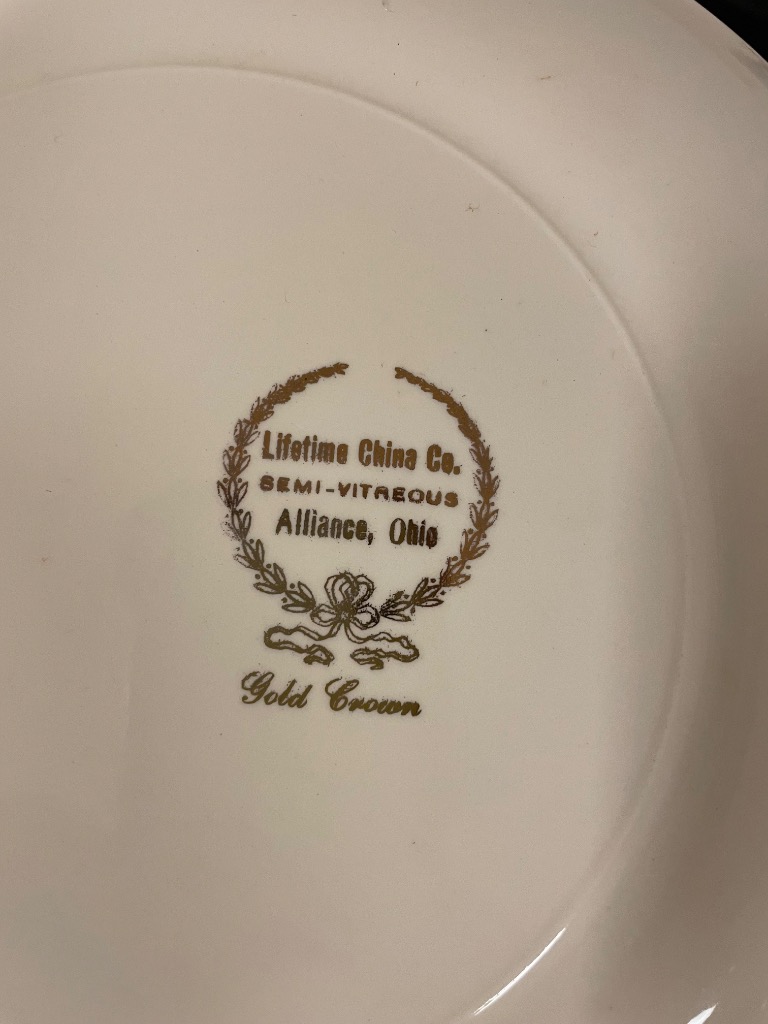 Lifetime China Co.
SEMI-VITREOUS
Alliance, Ohio
Gold Crown